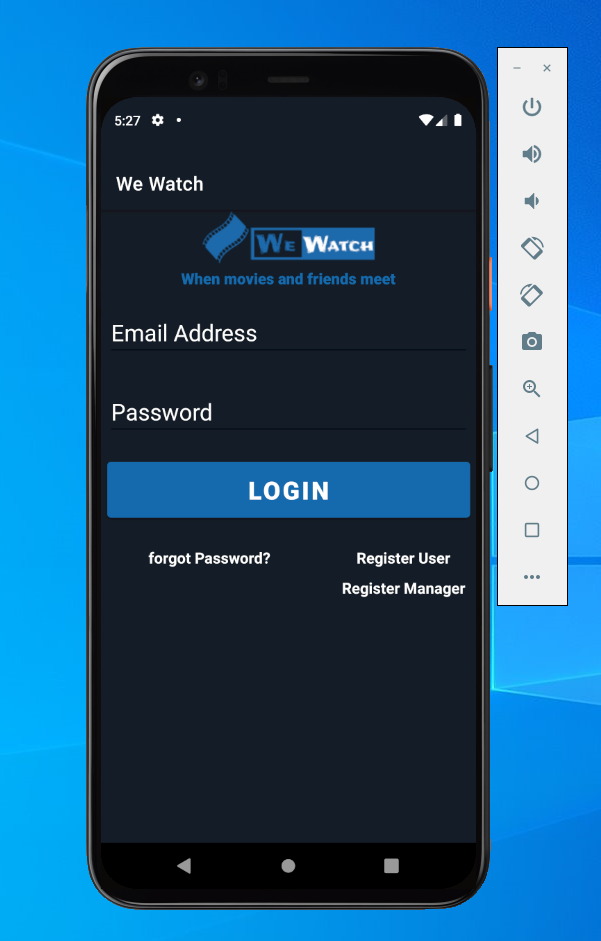 5:27
We Watch
WE WATCH
When movies and friends meet
Email Address
Password
LOGIN
forgot Password?
Register User
Register Manager